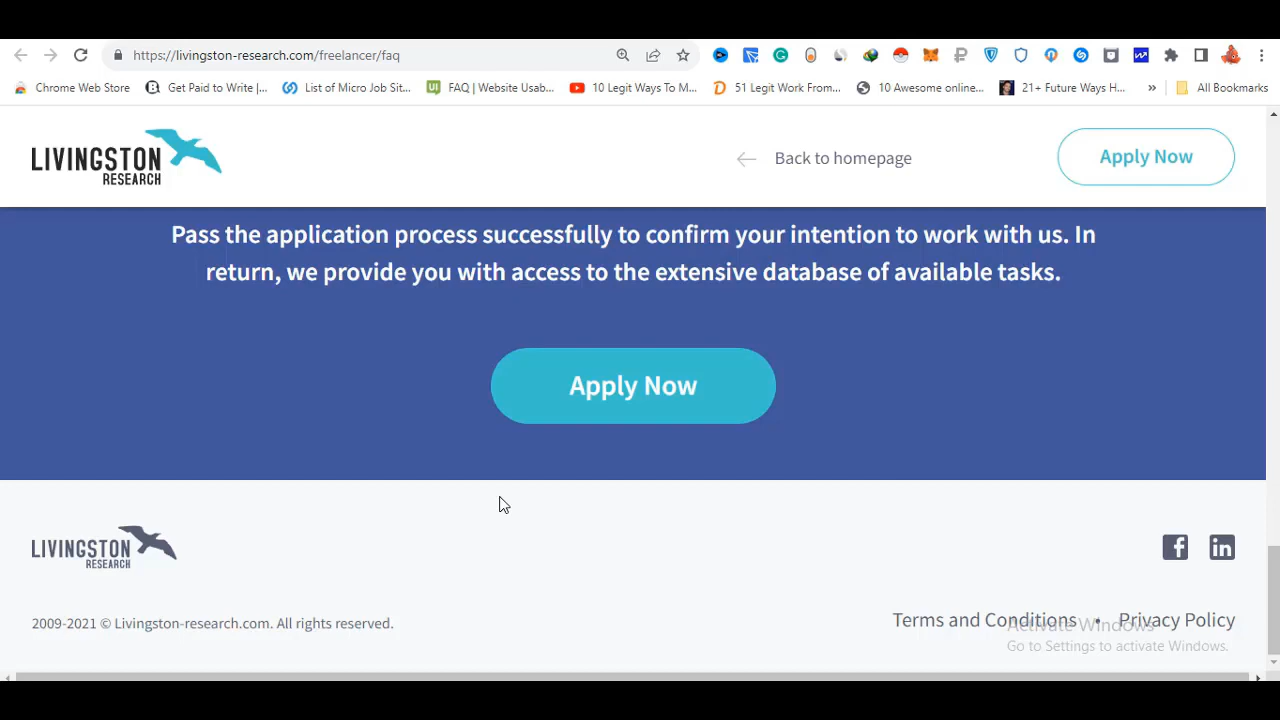 https://livingston-research.com/freelancer/faq
Chrome Web Store
Get Paid to Write |...
List of Micro Job Sit...
FAQ | Website Usab...
10 Legit Ways To M...
51 Legit Work From...
10 Awesome online...
21+ Future Ways H...
»
All Bookmarks
LIVINGSTON
RESEARCH
Back to homepage
Apply Now
Pass the application process successfully to confirm your intention to work with us. In
return, we provide you with access to the extensive database of available tasks.
Apply Now
LIVINGSTON
RESEARCH
2009-2021 © Livingston-research.com. All rights reserved.
Terms and Conditions • Privacy Policy
Activate Windows
Go to Settings to activate Windows.